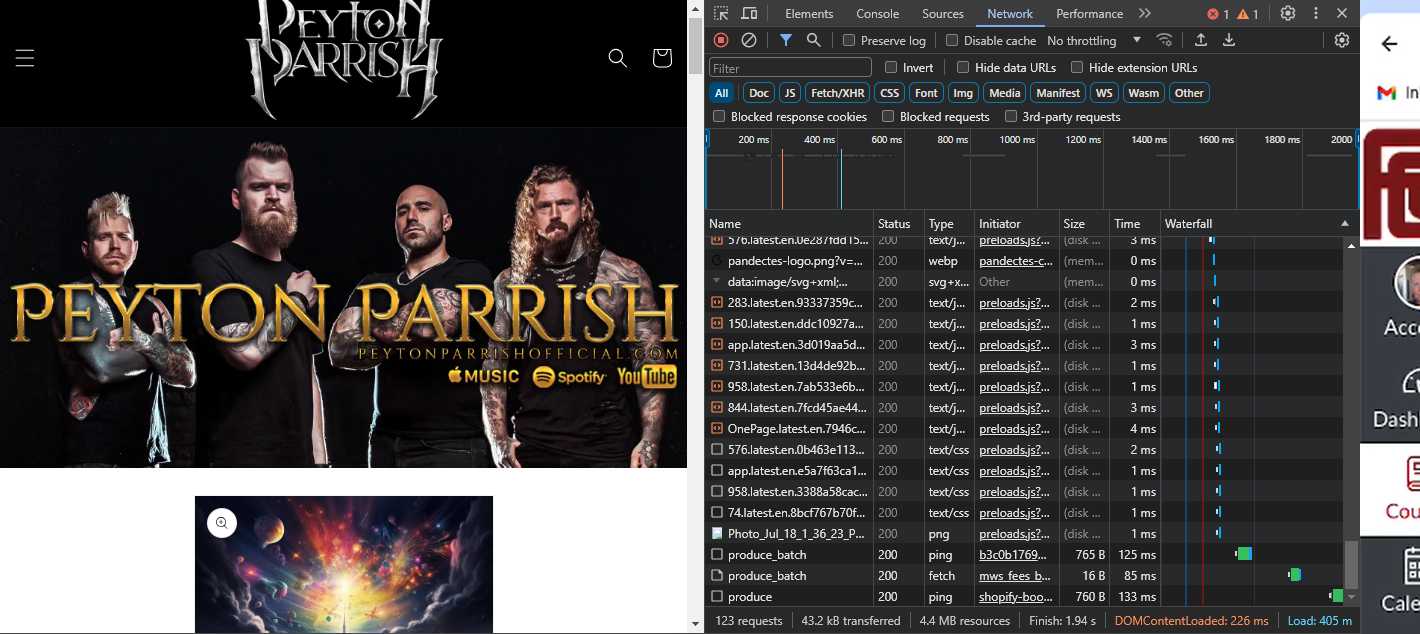 PEYTON
PARRISH
PEYTON PARRISH
PEYTONPARRISHOFFICIAL.COM
MUSIC Spotify YouTube
Elements Console Sources Network Performance 1 1
Preserve log Disable cache No throttling
Filter Invert Hide data URLs Hide extension URLs
All Doc JS Fetch/XHR CSS Font Img Media Manifest WS Wasm Other
Blocked response cookies Blocked requests 3rd-party requests
200 ms 400 ms 600 ms 800 ms 1000 ms 1200 ms 1400 ms 1600 ms 1800 ms 2000
Name Status Type Initiator Size Time Waterfall
576.latest.en.0e287fdd15... 200 text/j... preloads.js?... (disk ... 3 ms
pandectes-logo.png?v=... 200 webp pandectes-c... (mem... 0 ms
data:image/svg+xml;... 200 svg+x... Other (mem... 0 ms
283.latest.en.93337359c... 200 text/j... preloads.js?... (disk ... 2 ms
150.latest.en.ddc10927a... 200 text/j... preloads.js?... (disk ... 1 ms
app.latest.en.3d019aa5d... 200 text/j... preloads.js?... (disk ... 3 ms
731.latest.en.13d4de92b... 200 text/j... preloads.js?... (disk ... 1 ms
958.latest.en.7ab533e6b... 200 text/j... preloads.js?... (disk ... 1 ms
844.latest.en.7fcd45ae44... 200 text/j... preloads.js?... (disk ... 3 ms
OnePage.latest.en.7946c... 200 text/j... preloads.js?... (disk ... 4 ms
576.latest.en.0b463e113... 200 text/css preloads.js?... (disk ... 2 ms
app.latest.en.e5a7f63ca1... 200 text/css preloads.js?... (disk ... 1 ms
958.latest.en.3388a58cac... 200 text/css preloads.js?... (disk ... 1 ms
74.latest.en.8bcf767b70f... 200 text/css preloads.js?... (disk ... 1 ms
Photo_Jul_18_1_36_23_P... 200 png preloads.js?... (disk ... 1 ms
produce_batch 200 ping b3c0b1769... 765 B 125 ms
produce_batch 200 fetch mws_fees_b... 16 B 85 ms
produce 200 ping shopify-boo... 760 B 133 ms
123 requests 43.2 kB transferred 4.4 MB resources Finish: 1.94 s DOMContentLoaded: 226 ms Load: 405 m
In
Acc
Dash
Cou
Cale